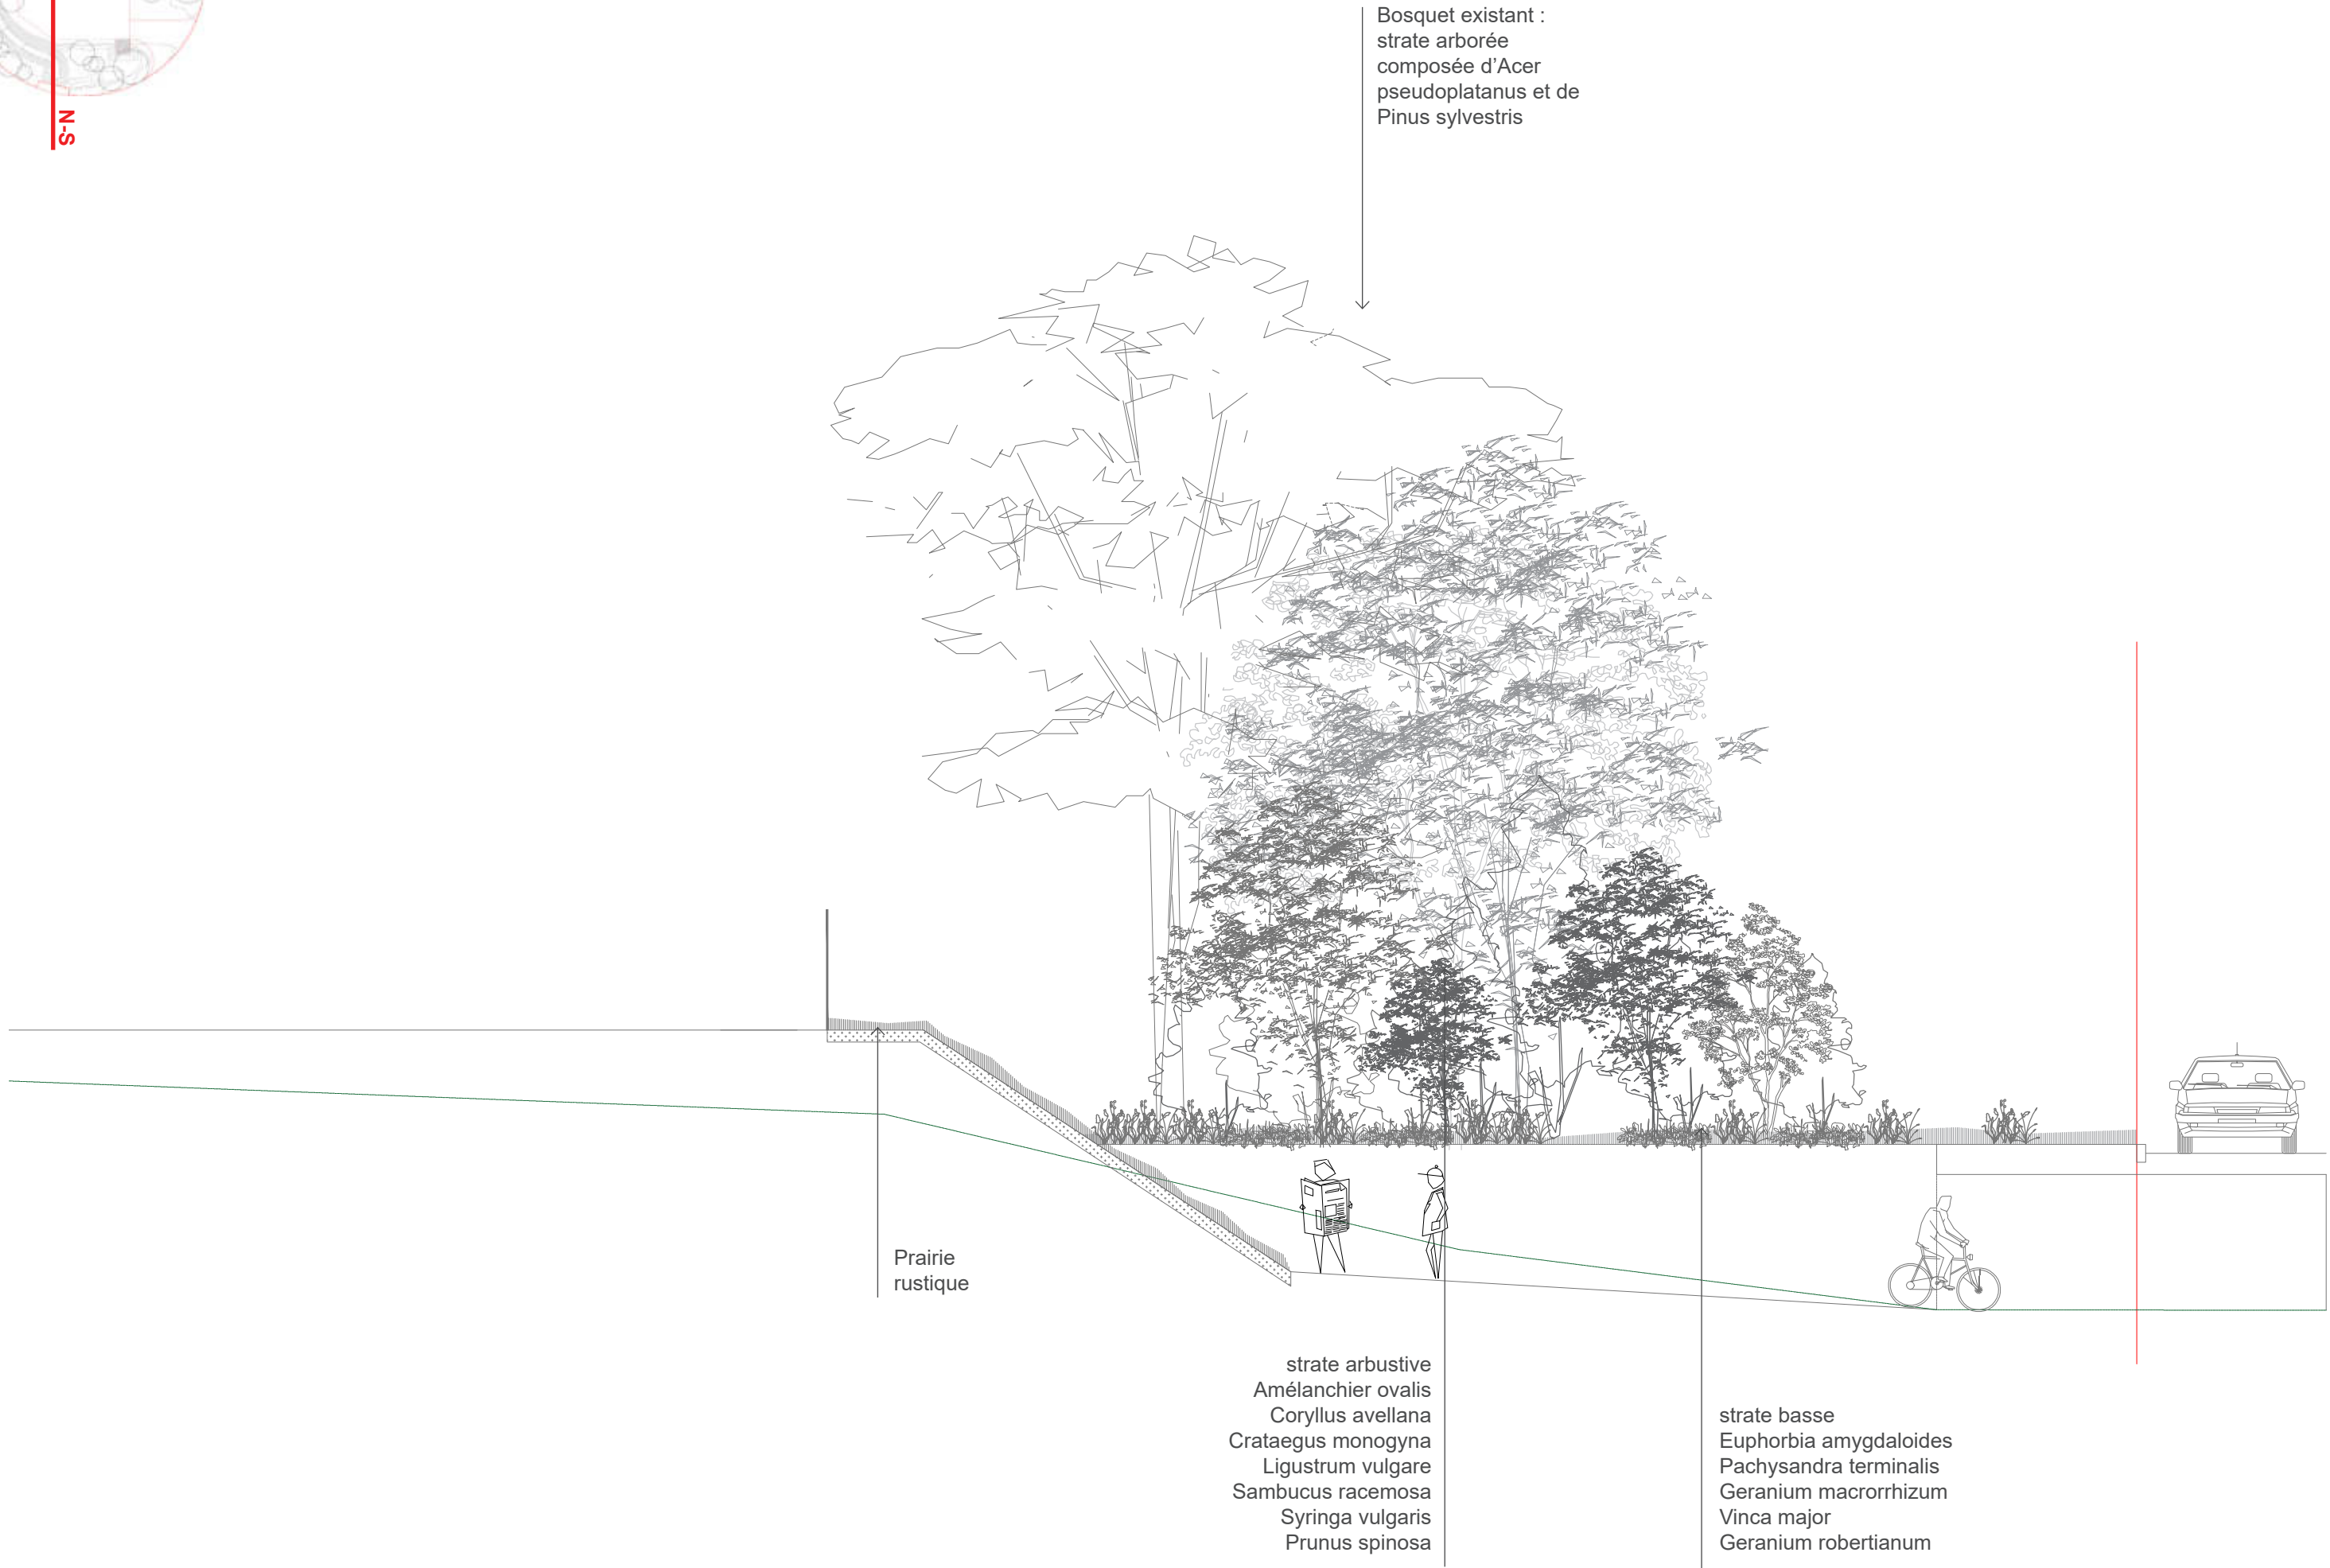 N-S
Bosquet existant :
strate arborée
composée d’Acer
pseudoplatanus et de
Pinus sylvestris
Prairie
rustique
strate arbustive
Amélanchier ovalis
Coryllus avellana
Crataegus monogyna
Ligustrum vulgare
Sambucus racemosa
Syringa vulgaris
Prunus spinosa
strate basse
Euphorbia amygdaloides
Pachysandra terminalis
Geranium macrorrhizum
Vinca major
Geranium robertianum